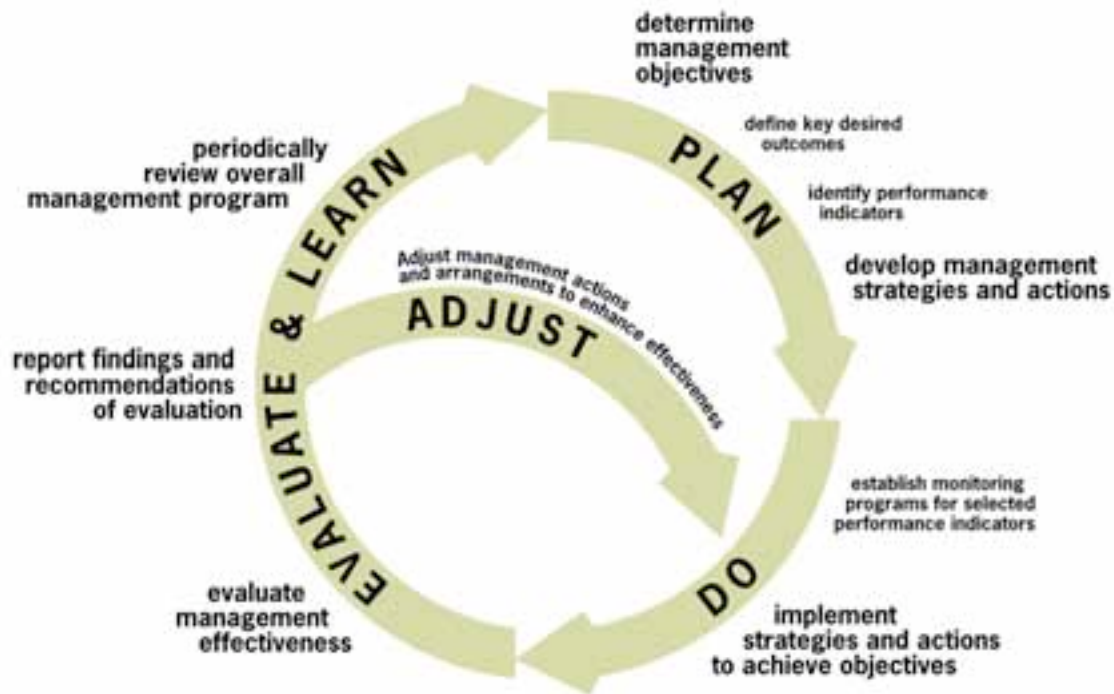 determine
management
objectives
define key desired
outcomes
PLAN
identify performance
indicators
develop management
strategies and actions
establish monitoring
programs for selected
performance indicators
DO
implement
strategies and actions
to achieve objectives
evaluate
management
effectiveness
EVALUATE & LEARN
report findings and
recommendations
of evaluation
periodically
review overall
management program
Adjust management actions
and arrangements to enhance effectiveness
ADJUST